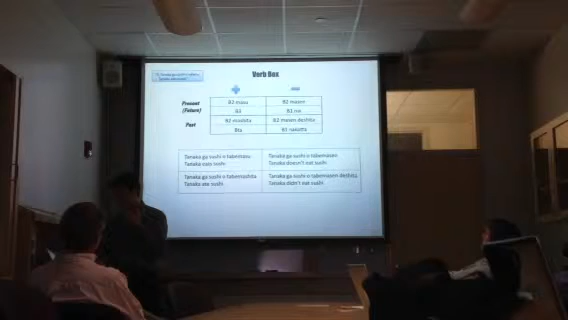 Verb Box
Present
(Future)
B2 masu
B2 masen
B3
B1 nai
Past
B2 mashita
B2 masen deshita
Bta
B1 nakatta
Tanaka ga sushi o tabemasu.
Tanaka eats sushi.
Tanaka ga sushi o tabemasen.
Tanaka doesn't eat sushi.
Tanaka ga sushi o tabemashita.
Tanaka ate sushi.
Tanaka ga sushi o tabemasen deshita.
Tanaka didn't eat sushi.